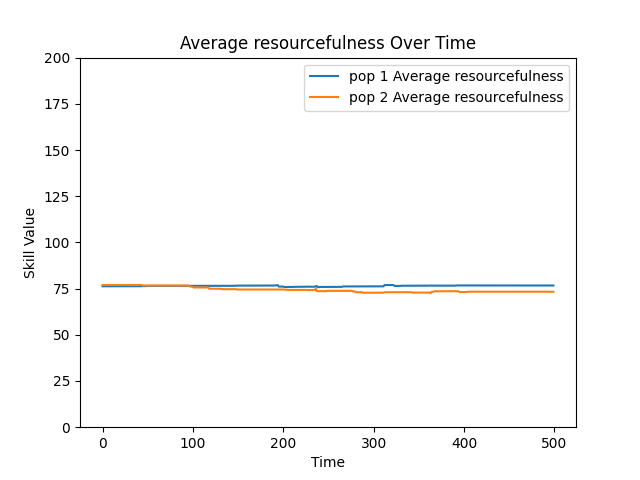 Average resourcefulness Over Time
pop 1 Average resourcefulness
pop 2 Average resourcefulness
200
175
150
125
100
75
50
25
0
Skill Value
0 100 200 300 400 500
Time